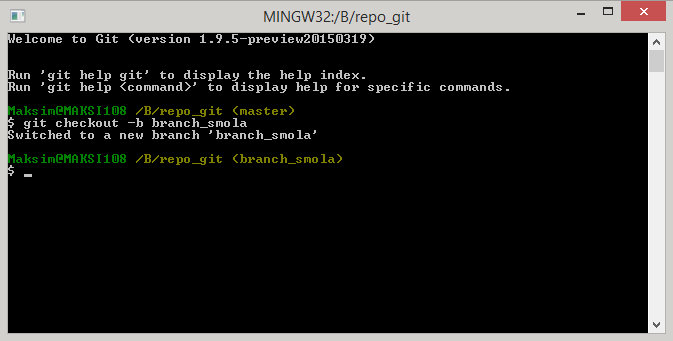 MINGW32:/B/repo_git
Welcome to Git (version 1.9.5-preview20150319)
Run 'git help git' to display the help index.
Run 'git help <command>' to display help for specific commands.
Maksim@MAKSI108 /B/repo_git (master)
$ git checkout -b branch_smola
Switched to a new branch 'branch_smola'
Maksim@MAKSI108 /B/repo_git (branch_smola)
$